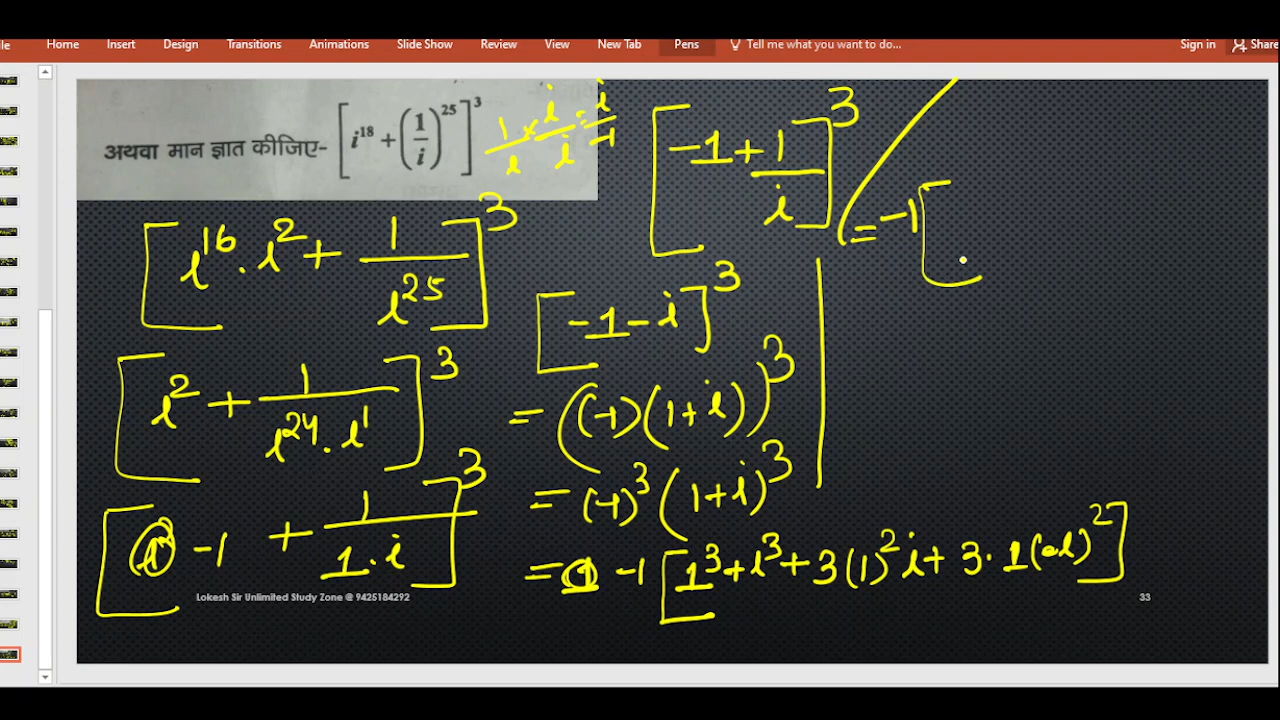 File Home Insert Design Transitions Animations Slide Show Review View New Tab Pens Tell me what you want to do... Sign in Share
अथवा मान ज्ञात कीजिए- [i^18 + (1/i)^25]^3
1/i × i/i = i/-1
[-1 + 1/i]^3
= -1[
[i^16 . i^2 + 1/i^25]^3
[-1 - i]^3
[i^2 + 1/(i^24 . i^1)]^3
= ((-1)(1+i))^3
= (-1)^3 (1+i)^3
[-1 + 1/(1 . i)]^3
= -1 [1^3 + i^3 + 3(1)^2 i + 3 . 1(i)^2]
Lokesh Sir Unlimited Study Zone @ 9425184292
33